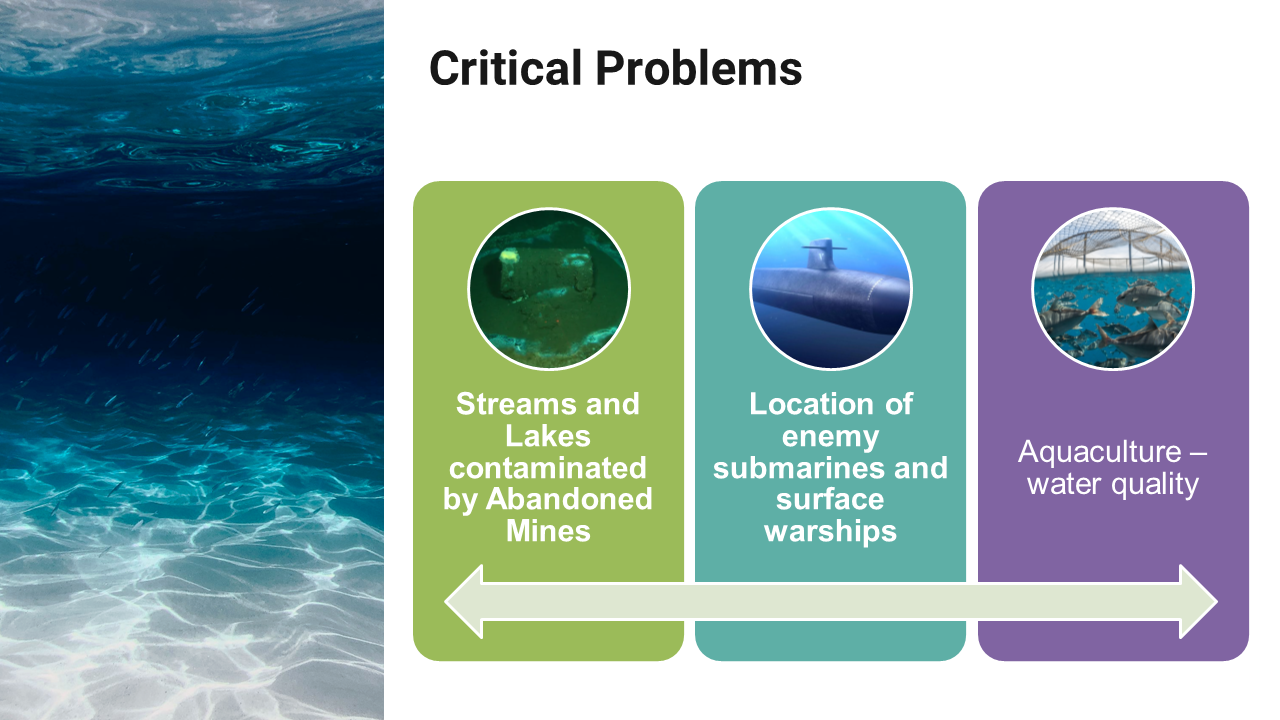 Critical Problems
Streams and
Lakes
contaminated
by Abandoned
Mines
Location of
enemy
submarines and
surface
warships
Aquaculture –
water quality